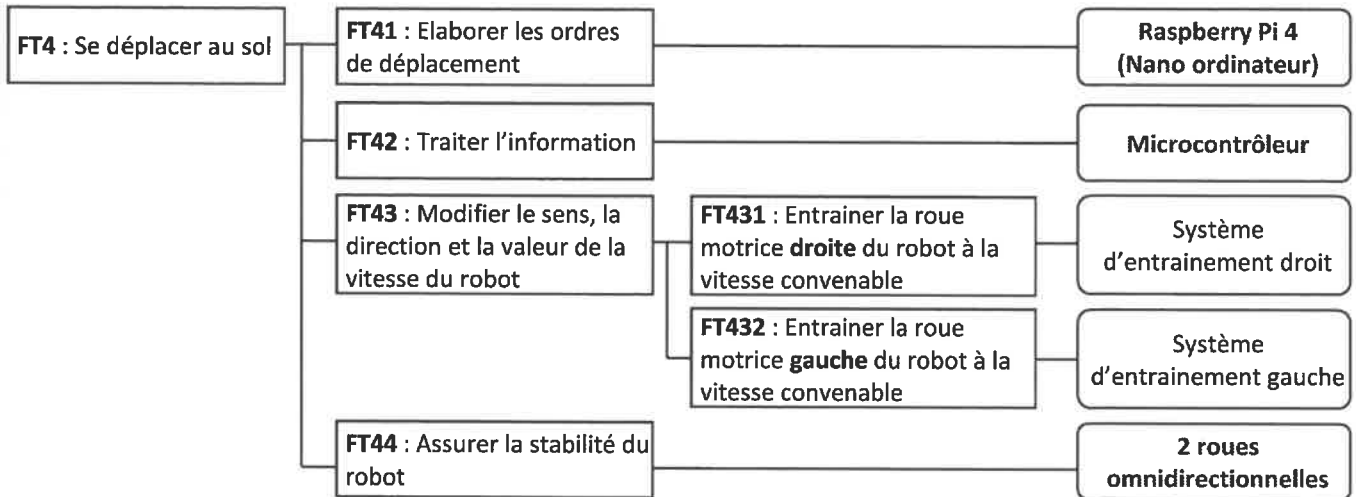 FT4 : Se déplacer au sol
FT41 : Elaborer les ordres
de déplacement
Raspberry Pi 4
(Nano ordinateur)
FT42 : Traiter l'information
Microcontrôleur
FT43 : Modifier le sens, la
direction et la valeur de la
vitesse du robot
FT431 : Entrainer la roue
motrice droite du robot à la
vitesse convenable
Système
d'entrainement droit
FT432 : Entrainer la roue
motrice gauche du robot à la
vitesse convenable
Système
d'entrainement gauche
FT44 : Assurer la stabilité du
robot
2 roues
omnidirectionnelles